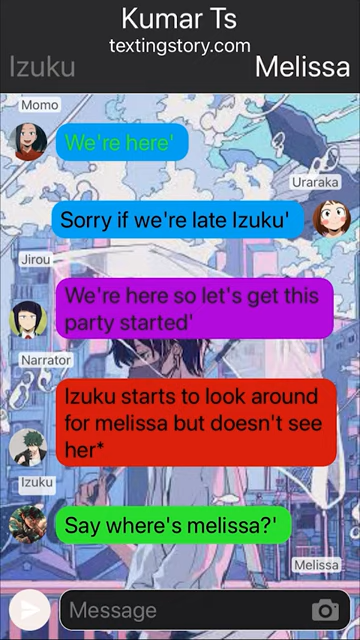 Kumar Ts
textingstory.com
Izuku
Melissa
Momo
We're here'
Uraraka
Sorry if we're late Izuku'
Jirou
We're here so let's get this
party started'
Narrator
Izuku starts to look around
for melissa but doesn't see
her*
Izuku
Say where's melissa?'
Melissa
Message